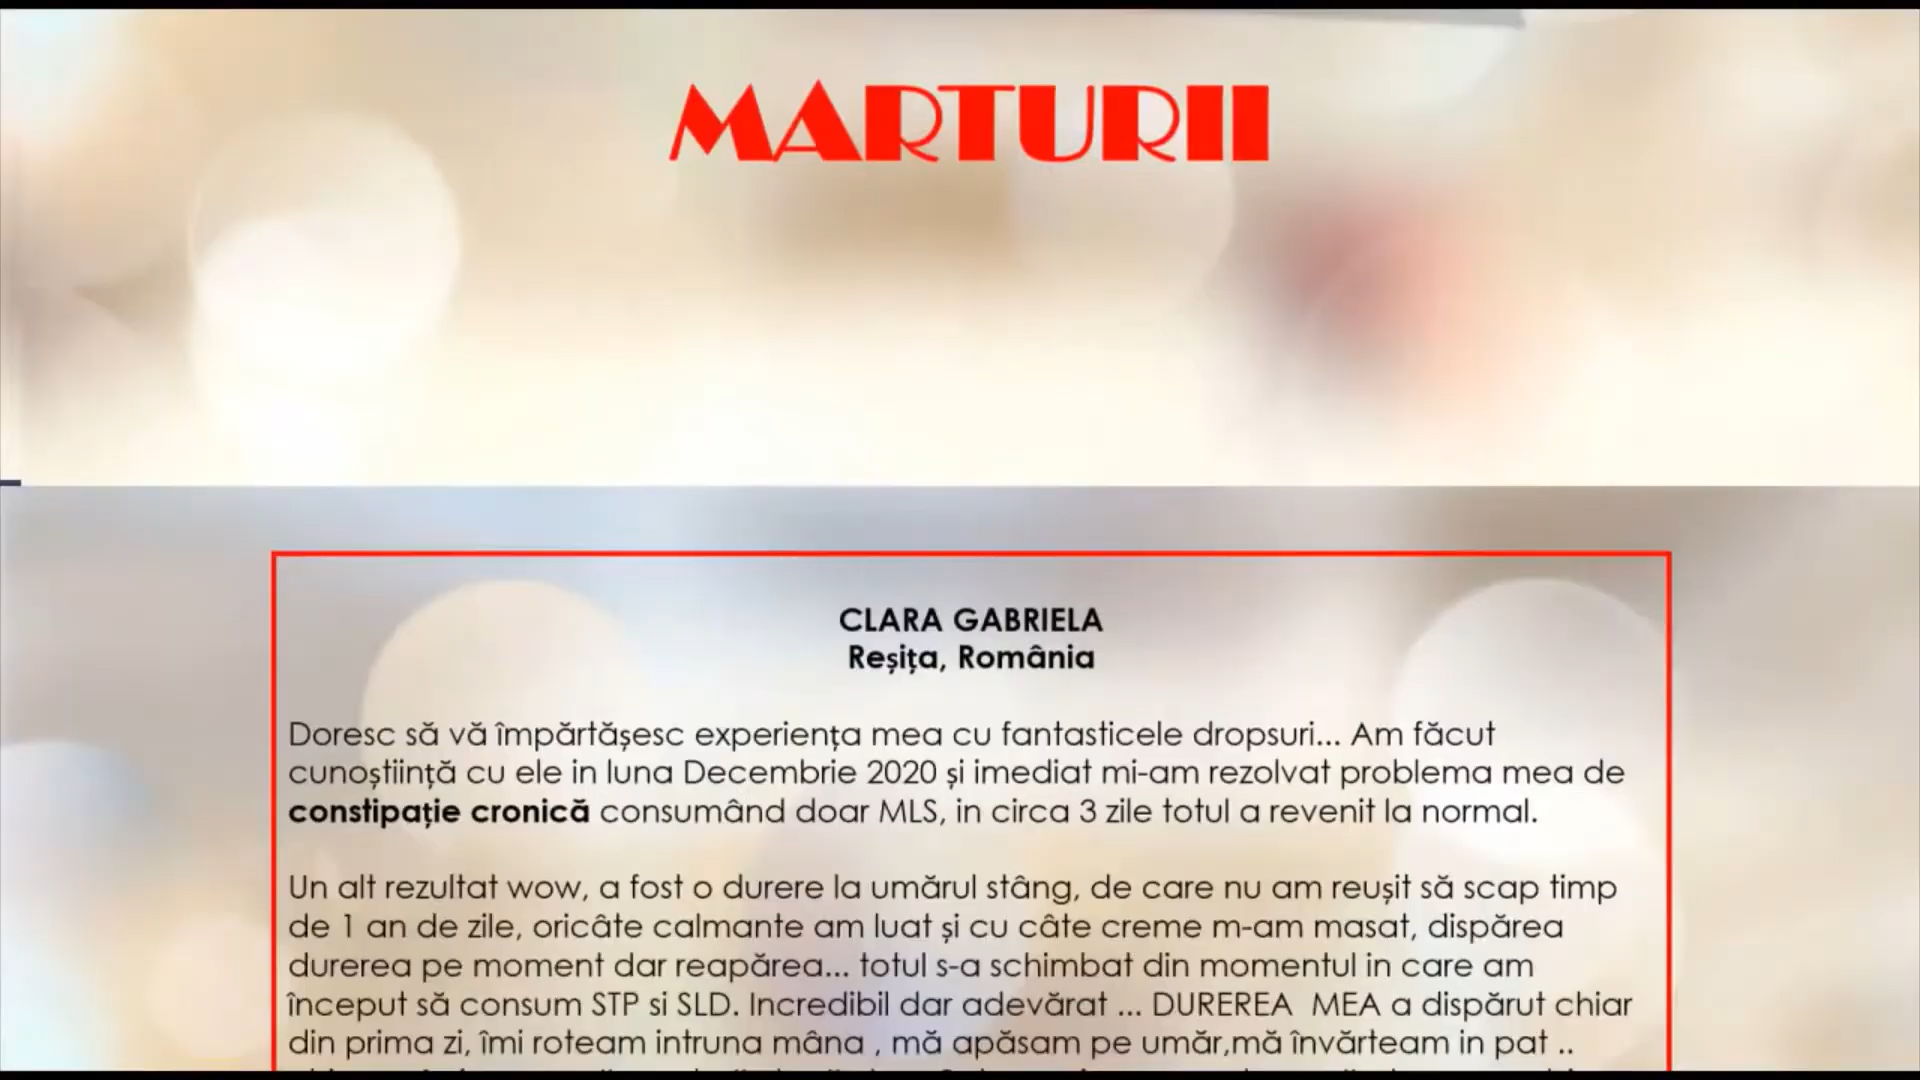 MARTURII
CLARA GABRIELA
Reșița, România
Doresc să vă împărtășesc experiența mea cu fantasticele dropsuri... Am făcut
cunoștiință cu ele in luna Decembrie 2020 și imediat mi-am rezolvat problema mea de
constipație cronică consumând doar MLS, in circa 3 zile totul a revenit la normal.
Un alt rezultat wow, a fost o durere la umărul stâng, de care nu am reușit să scap timp
de 1 an de zile, oricâte calmante am luat și cu câte creme m-am masat, dispărea
durerea pe moment dar reapărea... totul s-a schimbat din momentul in care am
început să consum STP si SLD. Incredibil dar adevărat ... DUREREA  MEA a dispărut chiar
din prima zi, îmi roteam intruna mâna , mă apăsam pe umăr,mă învârteam in pat ..